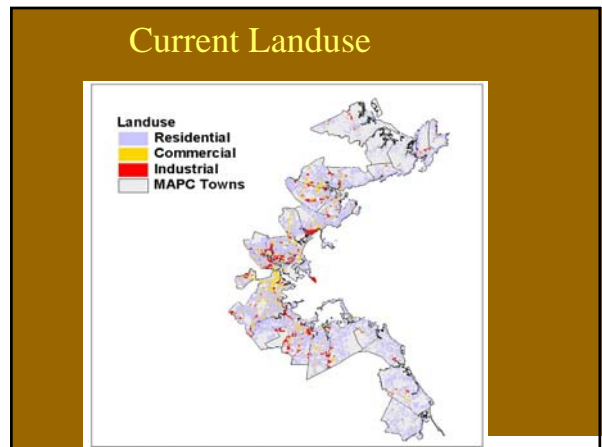 Current Landuse
Landuse
Residential
Commercial
Industrial
MAPC Towns